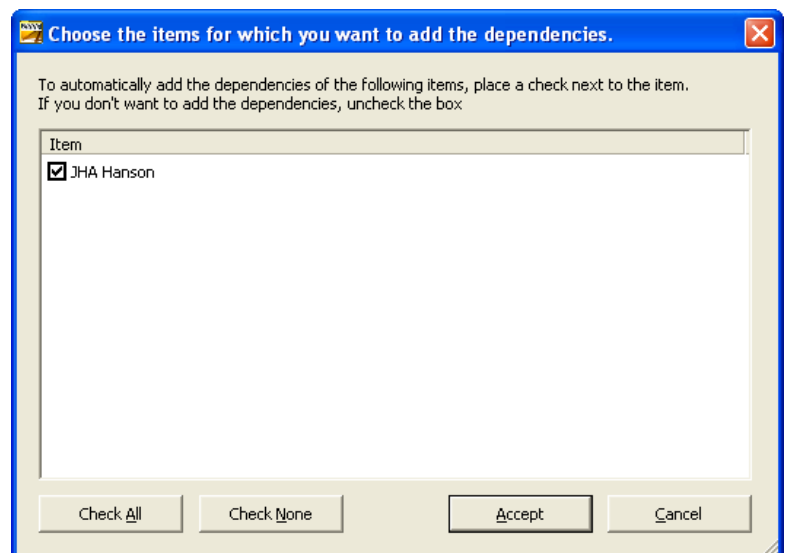 Choose the items for which you want to add the dependencies.
To automatically add the dependencies of the following items, place a check next to the item.
If you don't want to add the dependencies, uncheck the box
Item
JHA Hanson
Check All
Check None
Accept
Cancel